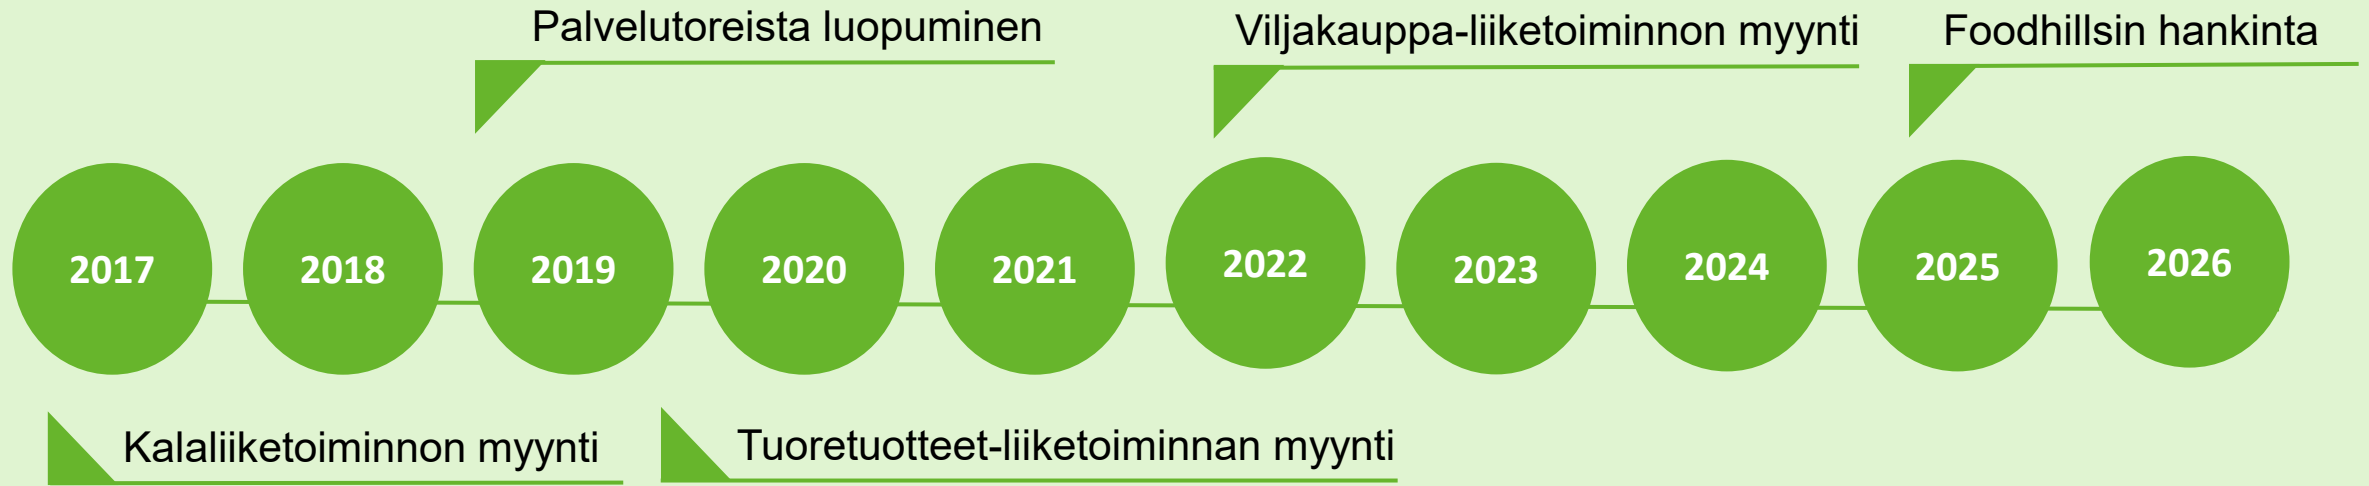 Palvelutoreista luopuminen
Viljakauppa-liiketoiminnon myynti
Foodhillsin hankinta
2017
2018
2019
2020
2021
2022
2023
2024
2025
2026
Kalaliiketoiminnon myynti
Tuoretuotteet-liiketoiminnan myynti